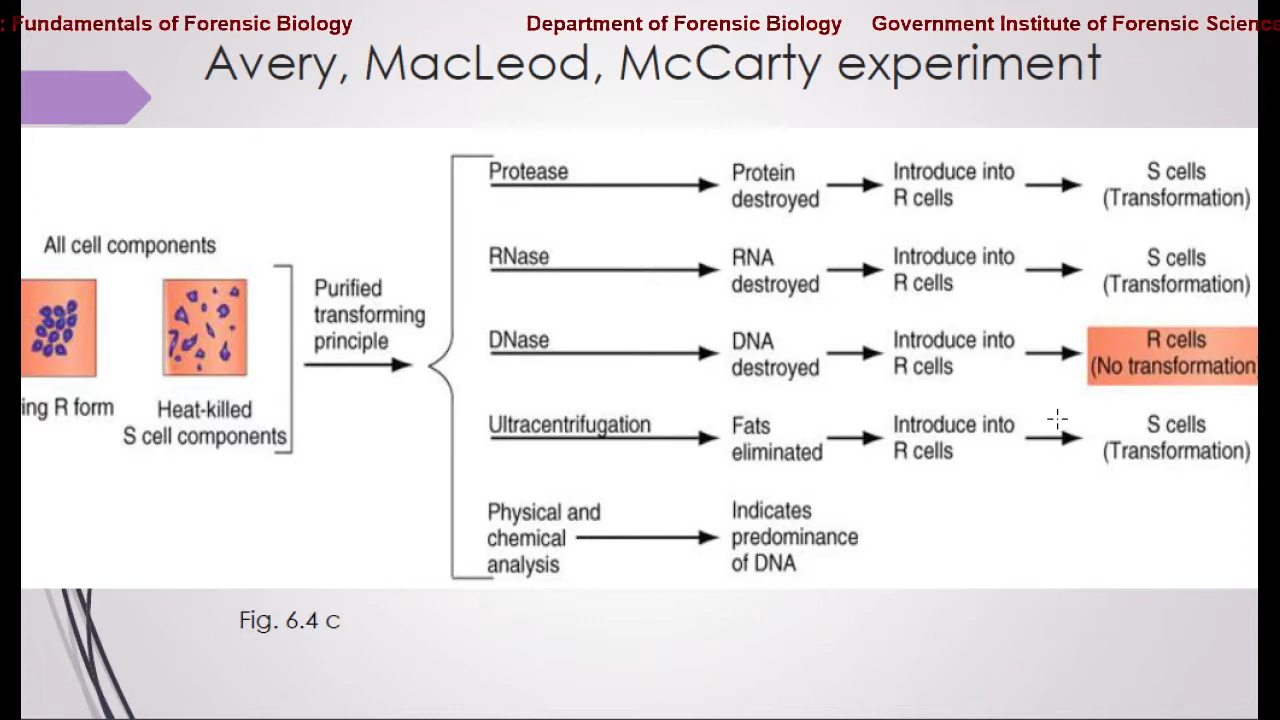 : Fundamentals of Forensic Biology Department of Forensic Biology Government Institute of Forensic Science
Avery, MacLeod, McCarty experiment
All cell components
ing R form
Heat-killed
S cell components
Purified
transforming
principle
Protease
Protein
destroyed
Introduce into
R cells
S cells
(Transformation)
RNase
RNA
destroyed
Introduce into
R cells
S cells
(Transformation)
DNase
DNA
destroyed
Introduce into
R cells
R cells
(No transformation
Ultracentrifugation
Fats
eliminated
Introduce into
R cells
S cells
(Transformation)
Physical and
chemical
analysis
Indicates
predominance
of DNA
Fig. 6.4 c